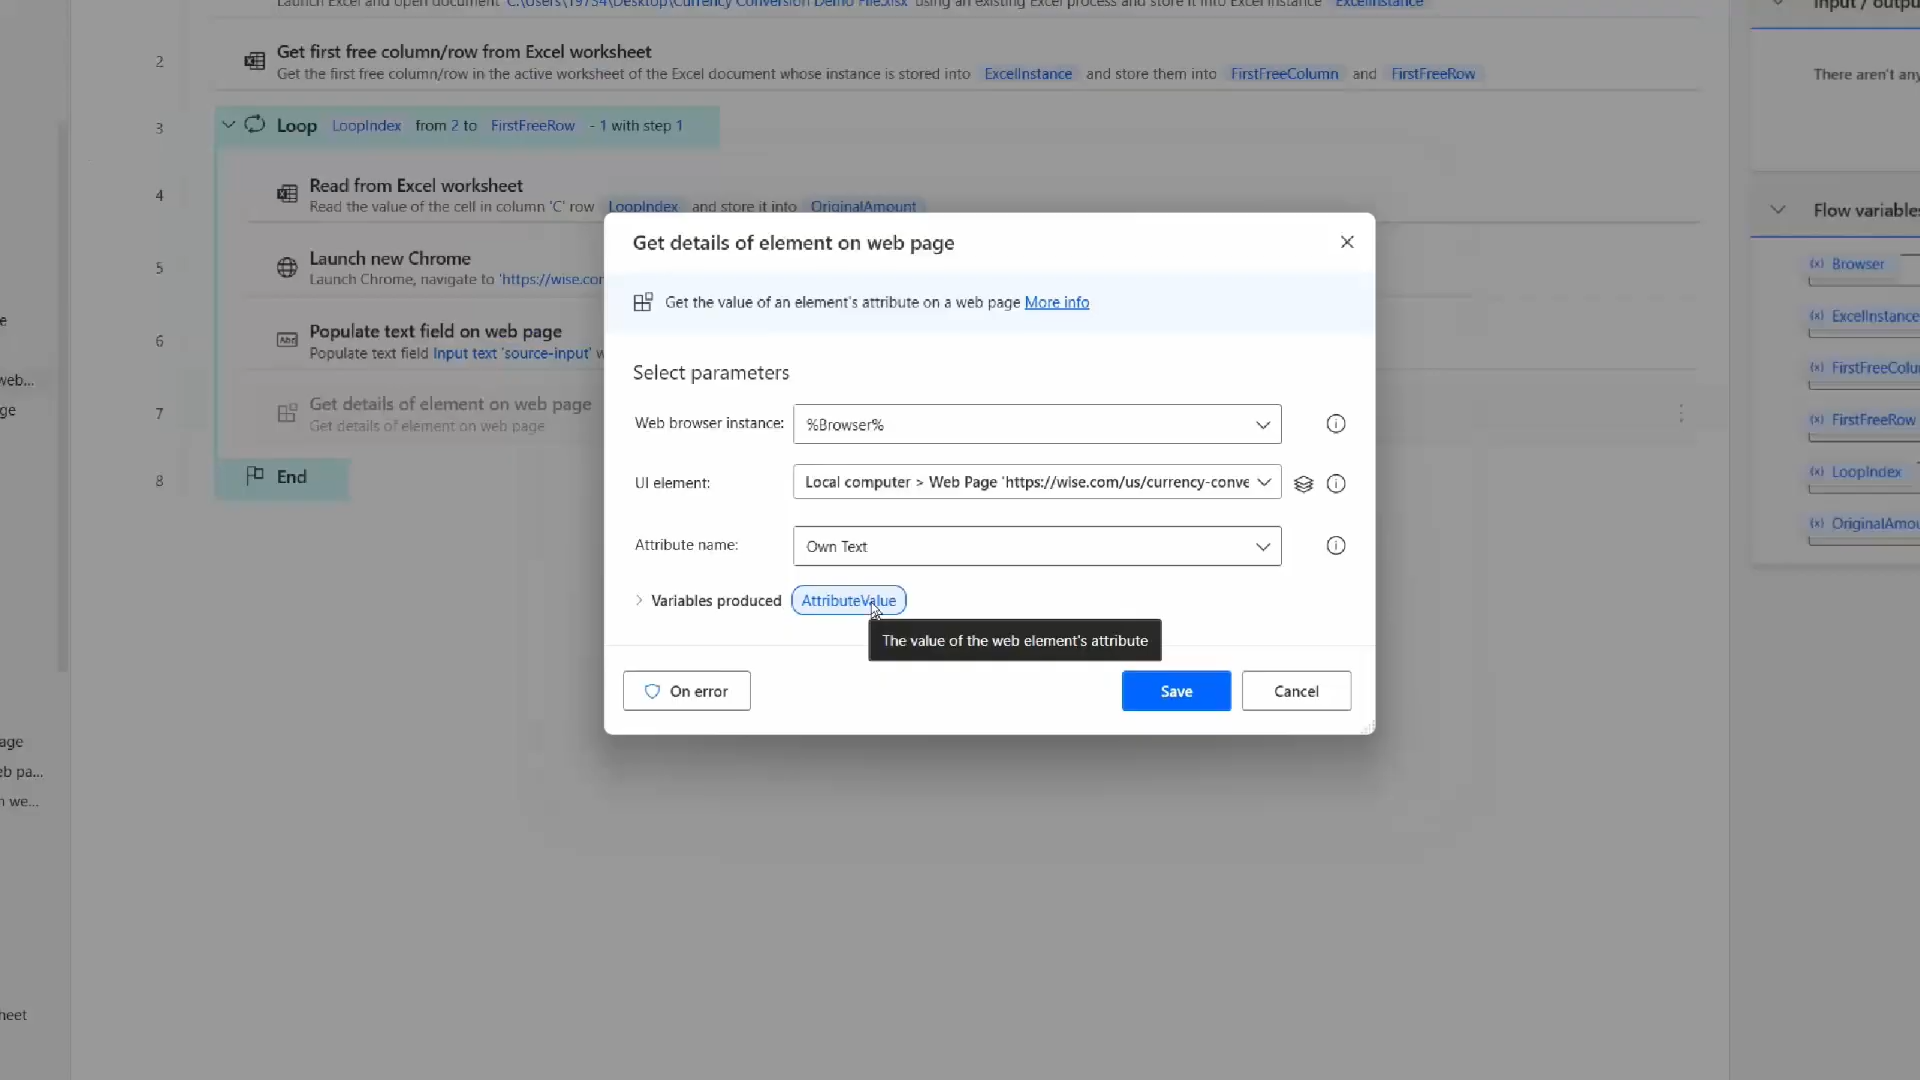 Launch Excel and open document 'C:\Users\19734\Desktop\Currency Conversion Demo File.xlsx' using an existing Excel process and store it into Excel instance ExcelInstance
2
Get first free column/row from Excel worksheet
Get the first free column/row in the active worksheet of the Excel document whose instance is stored into ExcelInstance and store them into FirstFreeColumn and FirstFreeRow
3
Loop LoopIndex from 2 to FirstFreeRow - 1 with step 1
4
Read from Excel worksheet
Read the value of the cell in column 'C' row LoopIndex and store it into OriginalAmount
5
Launch new Chrome
Launch Chrome, navigate to 'https://wise.cor
6
Populate text field on web page
Populate text field Input text 'source-input' w
7
Get details of element on web page
Get details of element on web page
8
End
Get details of element on web page
Get the value of an element's attribute on a web page More info
Select parameters
Web browser instance: %Browser%
UI element: Local computer > Web Page 'https://wise.com/us/currency-conve
Attribute name: Own Text
Variables produced AttributeValue
The value of the web element's attribute
On error
Save
Cancel
Input / outpu
There aren't any
Flow variables
(x) Browser
(x) ExcelInstance
(x) FirstFreeColu
(x) FirstFreeRow
(x) LoopIndex
(x) OriginalAmou
e
web...
ge
age
eb pa...
n we...
heet